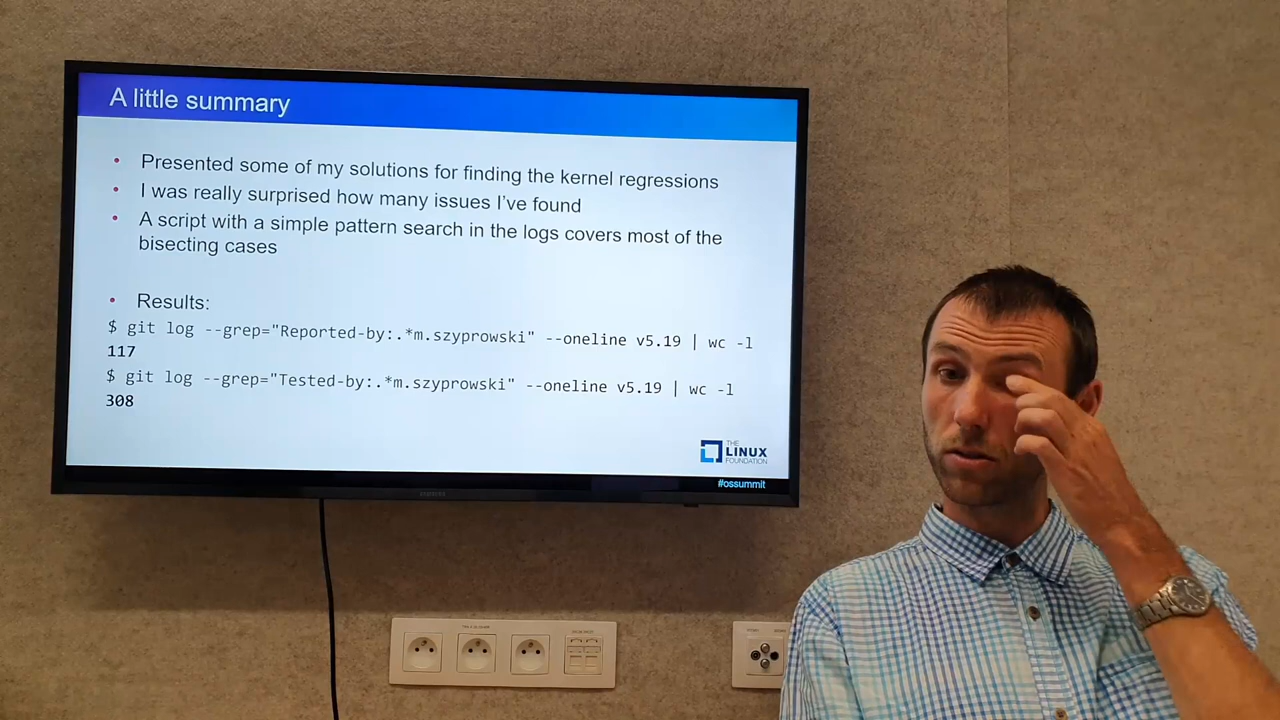 A little summary
• Presented some of my solutions for finding the kernel regressions
• I was really surprised how many issues I've found
• A script with a simple pattern search in the logs covers most of the
bisecting cases
• Results:
$ git log --grep="Reported-by:.*m.szyprowski" --oneline v5.19 | wc -l
117
$ git log --grep="Tested-by:.*m.szyprowski" --oneline v5.19 | wc -l
308
THE
LINUX
FOUNDATION
#ossummit
SAMSUNG